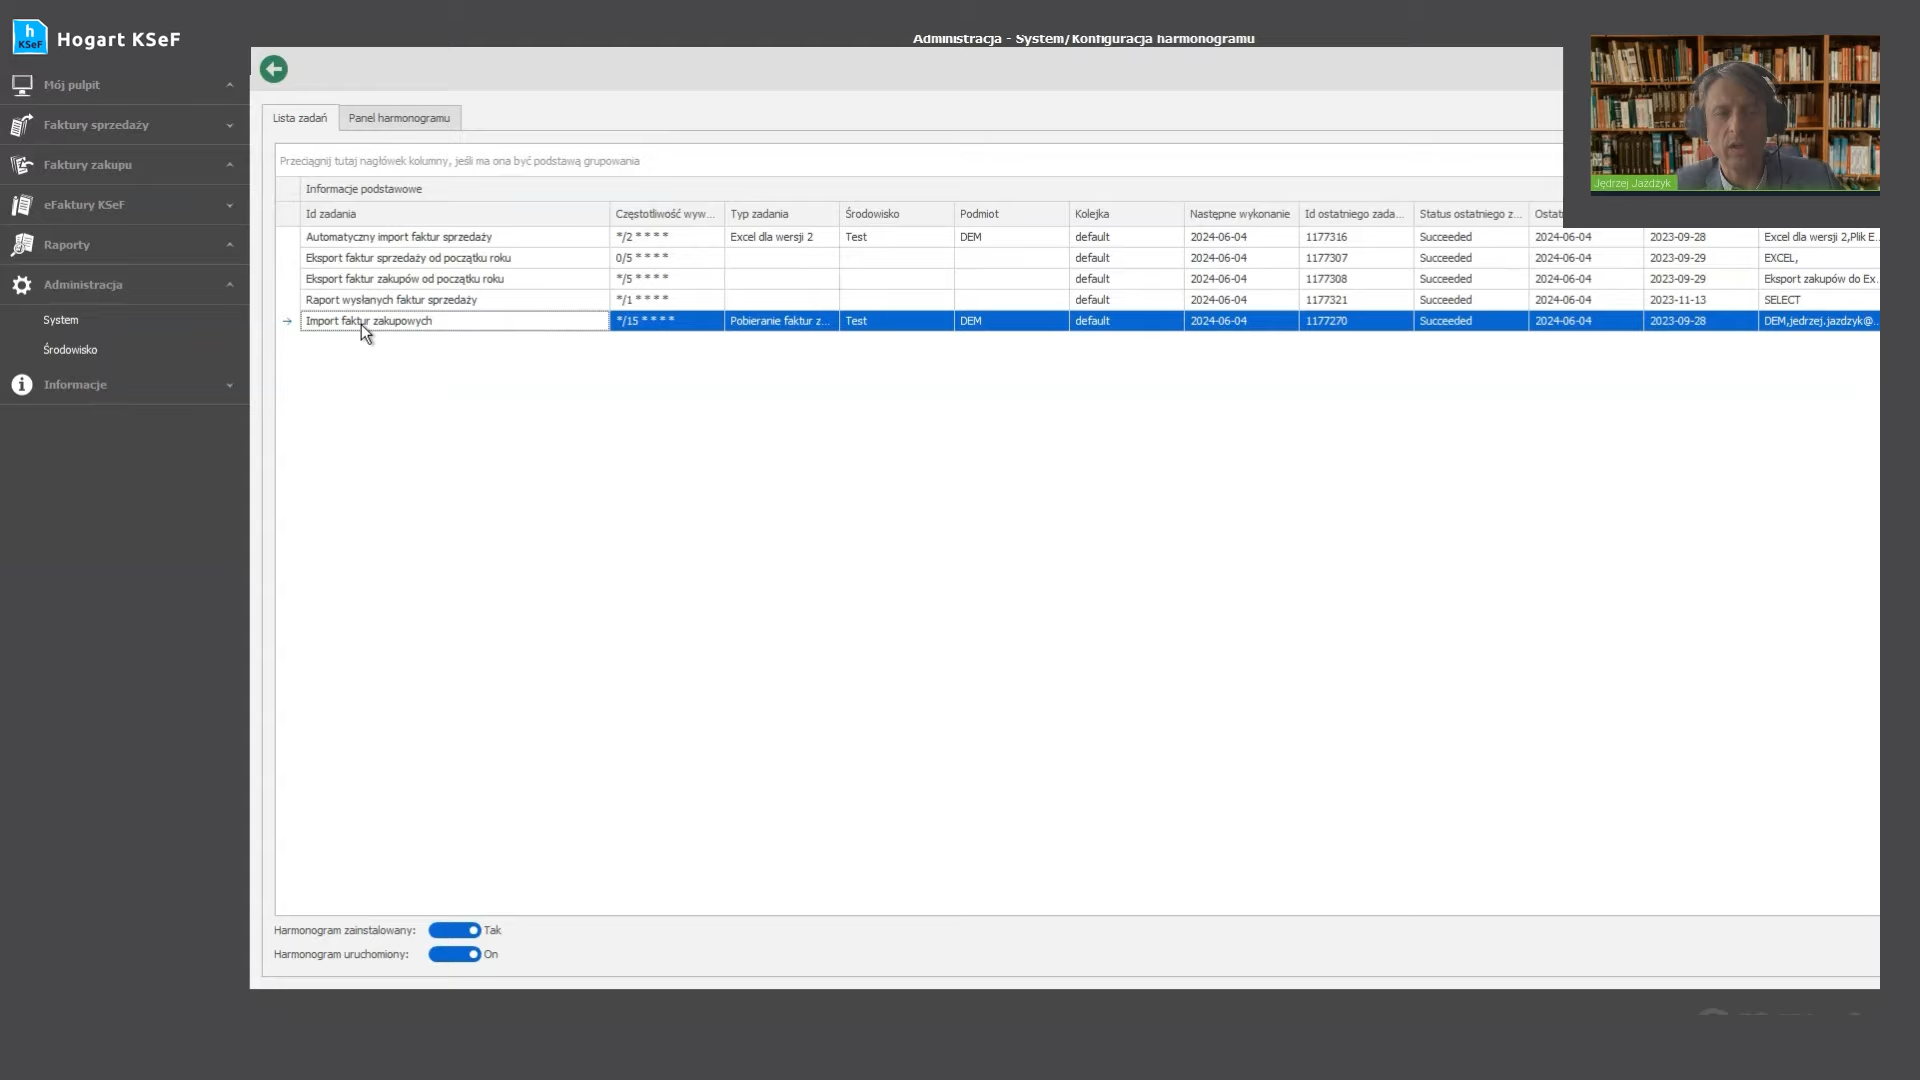 h
KSeF
Hogart KSeF
Administracja - System/Konfiguracja harmonogramu
Mój pulpit
Faktury sprzedaży
Faktury zakupu
eFaktury KSeF
Raporty
Administracja
System
Środowisko
Informacje
Lista zadań
Panel harmonogramu
Przeciągnij tutaj nagłówek kolumny, jeśli ma ona być podstawą grupowania
Informacje podstawowe
Id zadania Częstotliwość wyw... Typ zadania Środowisko Podmiot Kolejka Następne wykonanie Id ostatniego zada... Status ostatniego z... Ostat
Automatyczny import faktur sprzedaży */2 * * * * Excel dla wersji 2 Test DEM default 2024-06-04 1177316 Succeeded 2024-06-04 2023-09-28 Excel dla wersji 2,Plik E...
Eksport faktur sprzedaży od początku roku 0/5 * * * * default 2024-06-04 1177307 Succeeded 2024-06-04 2023-09-29 EXCEL,
Eksport faktur zakupów od początku roku */5 * * * * default 2024-06-04 1177308 Succeeded 2024-06-04 2023-09-29 Eksport zakupów do Ex...
Raport wysłanych faktur sprzedaży */1 * * * * default 2024-06-04 1177321 Succeeded 2024-06-04 2023-11-13 SELECT
Import faktur zakupowych */15 * * * * Pobieranie faktur z... Test DEM default 2024-06-04 1177270 Succeeded 2024-06-04 2023-09-28 DEM,jedrzej.jazdzyk@...
Harmonogram zainstalowany: Tak
Harmonogram uruchomiony: On
Jędrzej Jażdżyk